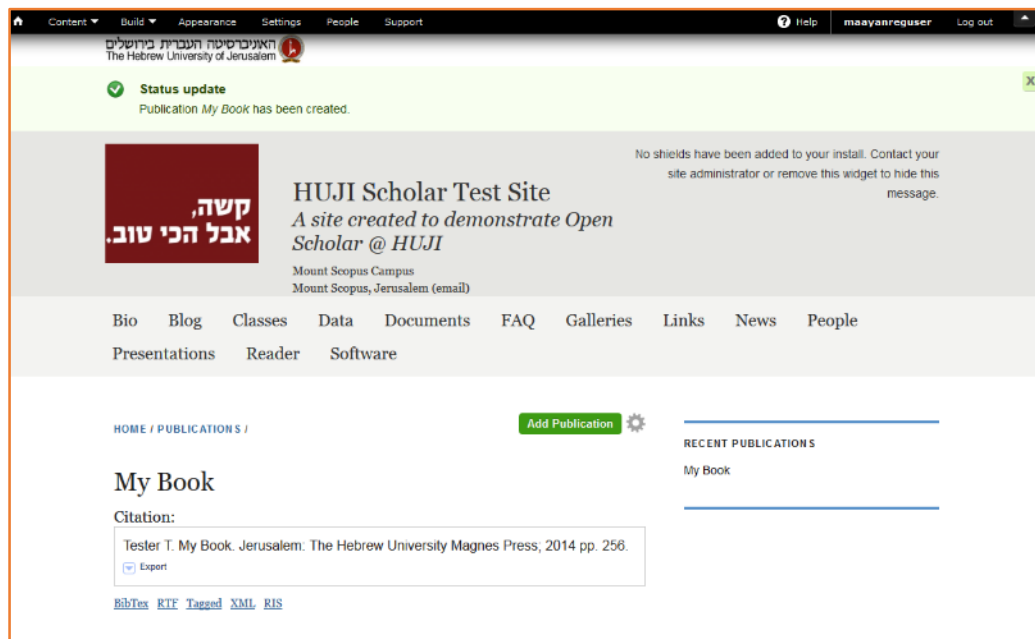 Content Build Appearance Settings People Support Help maayanreguser Log out
האוניברסיטה העברית בירושלים
The Hebrew University of Jerusalem
X
Status update
Publication My Book has been created.
No shields have been added to your install. Contact your
site administrator or remove this widget to hide this
message.
קשה,
אבל הכי טוב.
HUJI Scholar Test Site
A site created to demonstrate Open
Scholar @ HUJI
Mount Scopus Campus
Mount Scopus, Jerusalem (email)
Bio Blog Classes Data Documents FAQ Galleries Links News People
Presentations Reader Software
HOME / PUBLICATIONS /
Add Publication
RECENT PUBLICATIONS
My Book
My Book
Citation:
Tester T. My Book. Jerusalem: The Hebrew University Magnes Press; 2014 pp. 256.
Export
BibTex RTF Tagged XML RIS